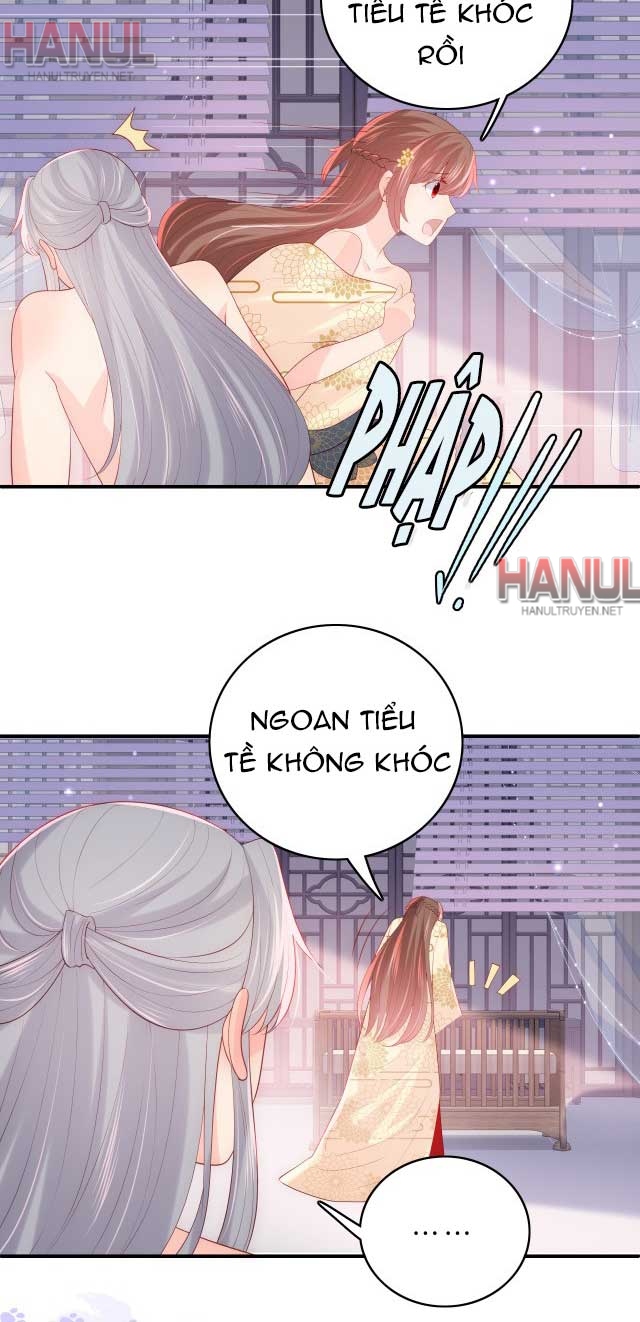 HANUL
HANULTRUYEN.NET
TIỂU TỀ KHÓC
RỒI
PHẬP!!!
HANUL
HANULTRUYEN.NET
NGOAN TIỂU
TỀ KHÔNG KHÓC
... ...